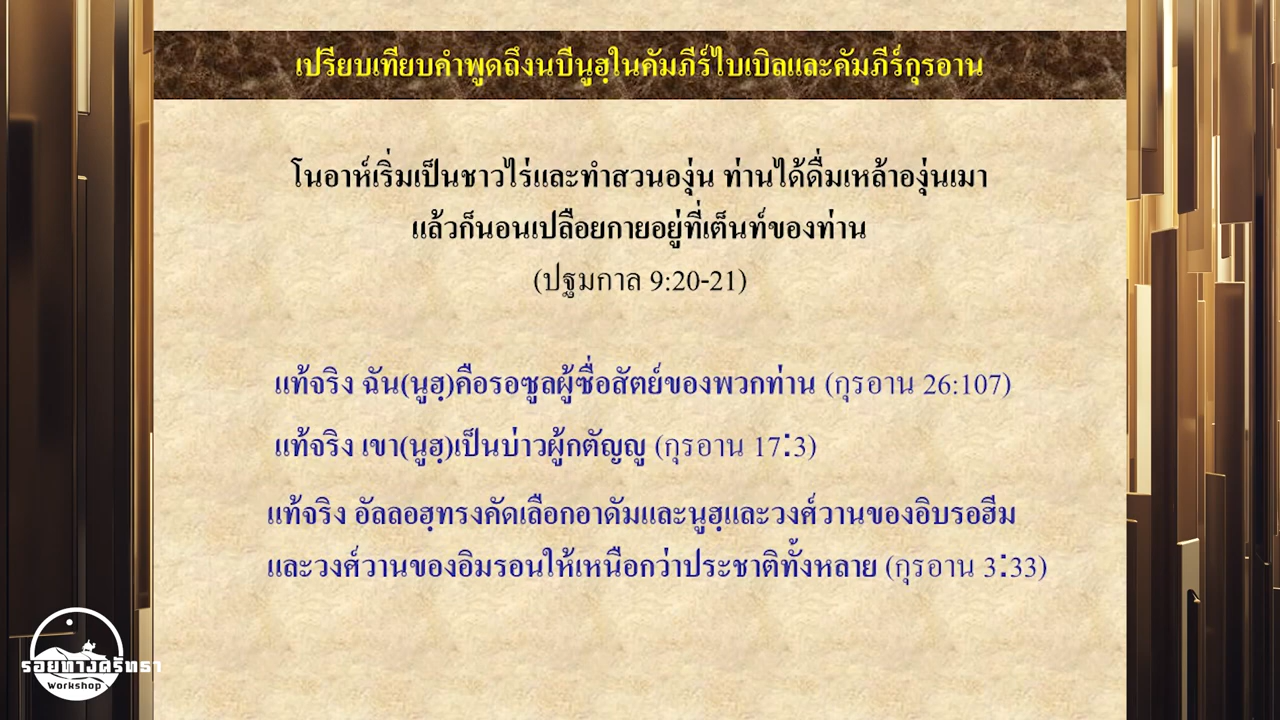 เปรียบเทียบคำพูดถึงนบีนูฮฺในคัมภีร์ไบเบิลและคัมภีร์กุรอาน
โนอาห์เริ่มเป็นชาวไร่และทำสวนองุ่น ท่านได้ดื่มเหล้าองุ่นเมา
แล้วก็นอนเปลือยกายอยู่ที่เต็นท์ของท่าน
(ปฐมกาล 9:20-21)
แท้จริง ฉัน(นูฮฺ)คือรอซูลผู้ซื่อสัตย์ของพวกท่าน (กุรอาน 26:107)
แท้จริง เขา(นูฮฺ)เป็นบ่าวผู้กตัญญู (กุรอาน 17:3)
แท้จริง อัลลอฮฺทรงคัดเลือกอาดัมและนูฮฺและวงศ์วานของอิบรอฮีม
และวงศ์วานของอิมรอนให้เหนือกว่าประชาติทั้งหลาย (กุรอาน 3:33)
รอยทางศรัทธา
Workshop